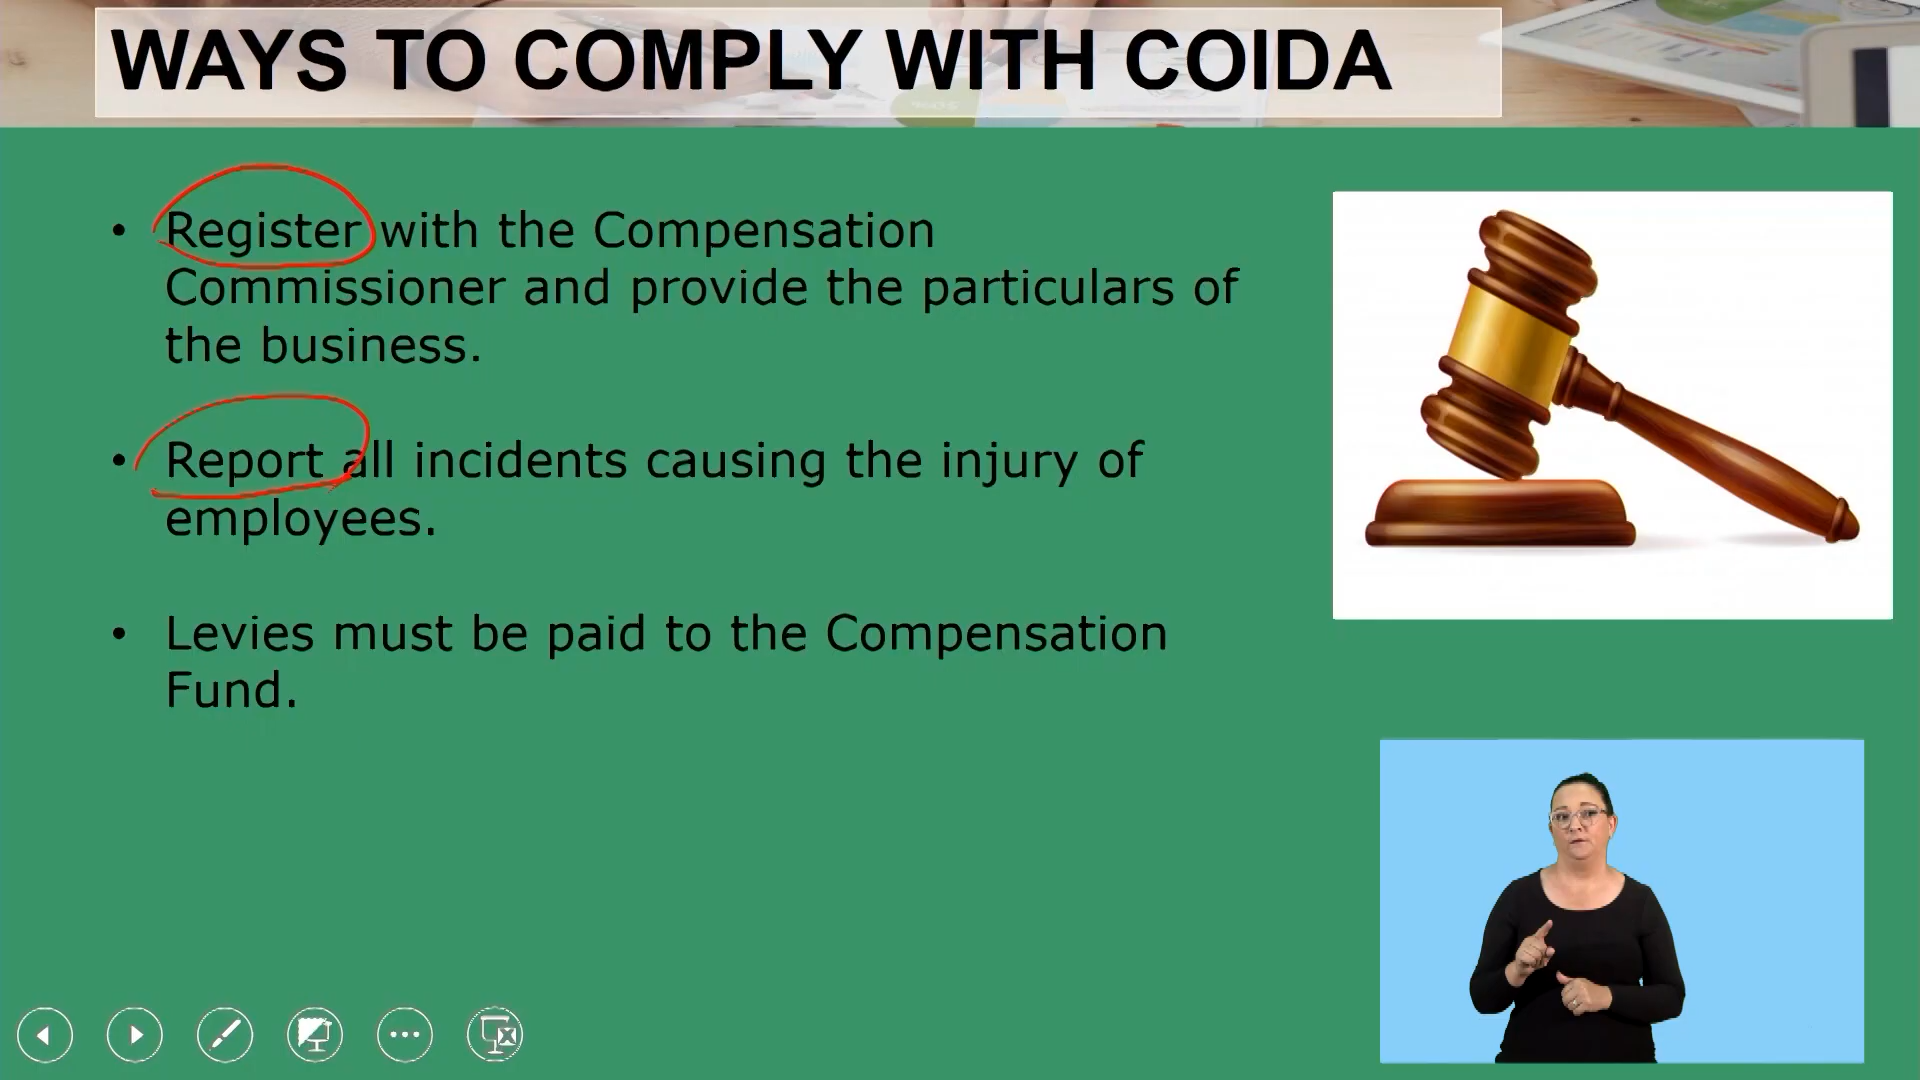 WAYS TO COMPLY WITH COIDA
• Register with the Compensation
Commissioner and provide the particulars of
the business.
• Report all incidents causing the injury of
employees.
• Levies must be paid to the Compensation
Fund.